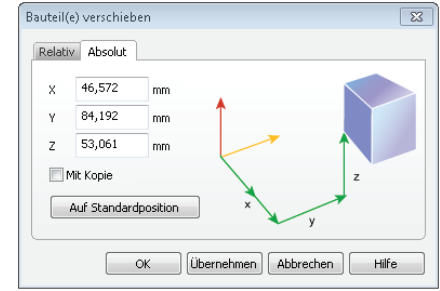 Bauteil(e) verschieben
Relativ Absolut
X 46,572 mm
Y 84,192 mm
Z 53,061 mm
Mit Kopie
Auf Standardposition
x
y
z
OK Übernehmen Abbrechen Hilfe